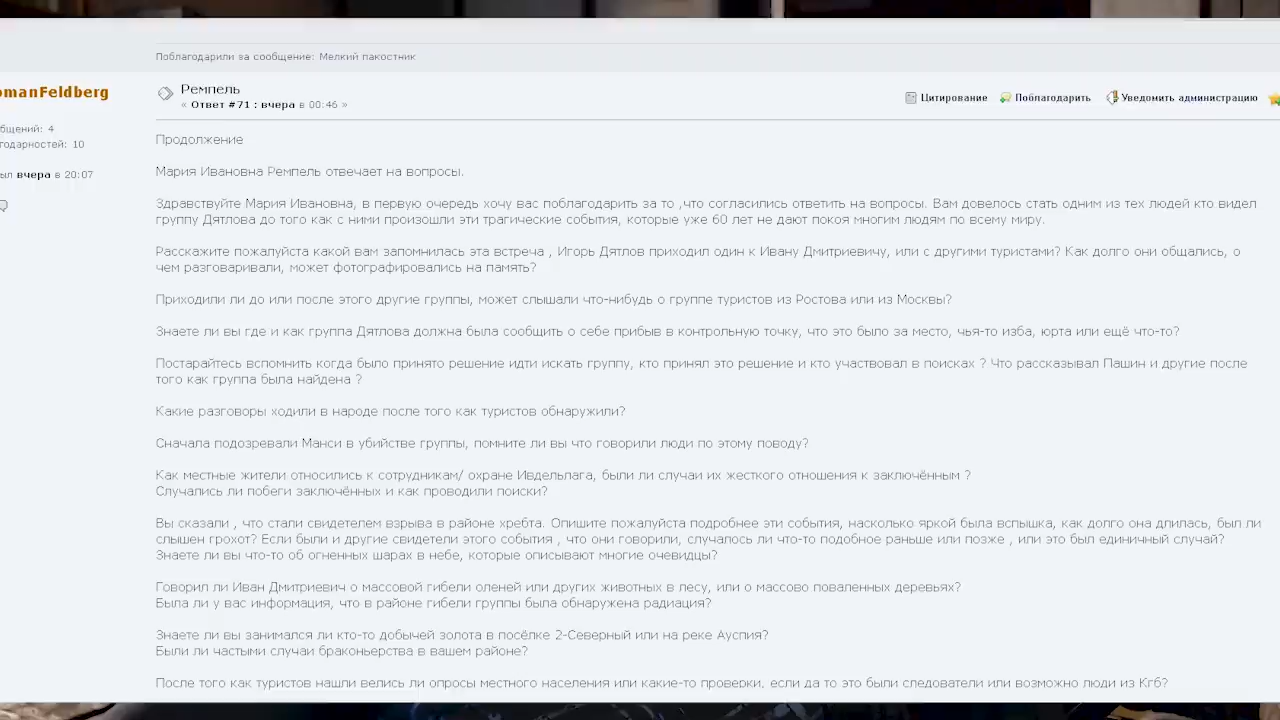 Поблагодарили за сообщение: Мелкий пакостник
omanFeldberg
Ремпель
« Ответ #71 : вчера в 00:46 »
Цитирование
Поблагодарить
Уведомить администрацию
бщений: 4
годарностей: 10
ыл вчера в 20:07
Продолжение
Мария Ивановна Ремпель отвечает на вопросы.
Здравствуйте Мария Ивановна, в первую очередь хочу вас поблагодарить за то ,что согласились ответить на вопросы. Вам довелось стать одним из тех людей кто видел
группу Дятлова до того как с ними произошли эти трагические события, которые уже 60 лет не дают покоя многим людям по всему миру.
Расскажите пожалуйста какой вам запомнилась эта встреча , Игорь Дятлов приходил один к Ивану Дмитриевичу, или с другими туристами? Как долго они общались, о
чем разговаривали, может фотографировались на память?
Приходили ли до или после этого другие группы, может слышали что-нибудь о группе туристов из Ростова или из Москвы?
Знаете ли вы где и как группа Дятлова должна была сообщить о себе прибыв в контрольную точку, что это было за место, чья-то изба, юрта или ещё что-то?
Постарайтесь вспомнить когда было принято решение идти искать группу, кто принял это решение и кто участвовал в поисках ? Что рассказывал Пашин и другие после
того как группа была найдена ?
Какие разговоры ходили в народе после того как туристов обнаружили?
Сначала подозревали Манси в убийстве группы, помните ли вы что говорили люди по этому поводу?
Как местные жители относились к сотрудникам/ охране Ивдельлага, были ли случаи их жесткого отношения к заключённым ?
Случались ли побеги заключённых и как проводили поиски?
Вы сказали , что стали свидетелем взрыва в районе хребта. Опишите пожалуйста подробнее эти события, насколько яркой была вспышка, как долго она длилась, был ли
слышен грохот? Если были и другие свидетели этого события , что они говорили, случалось ли что-то подобное раньше или позже , или это был единичный случай?
Знаете ли вы что-то об огненных шарах в небе, которые описывают многие очевидцы?
Говорил ли Иван Дмитриевич о массовой гибели оленей или других животных в лесу, или о массово поваленных деревьях?
Была ли у вас информация, что в районе гибели группы была обнаружена радиация?
Знаете ли вы занимался ли кто-то добычей золота в посёлке 2-Северный или на реке Ауспия?
Были ли частыми случаи браконьерства в вашем районе?
После того как туристов нашли велись ли опросы местного населения или какие-то проверки, если да то это были следователи или возможно люди из Кгб?